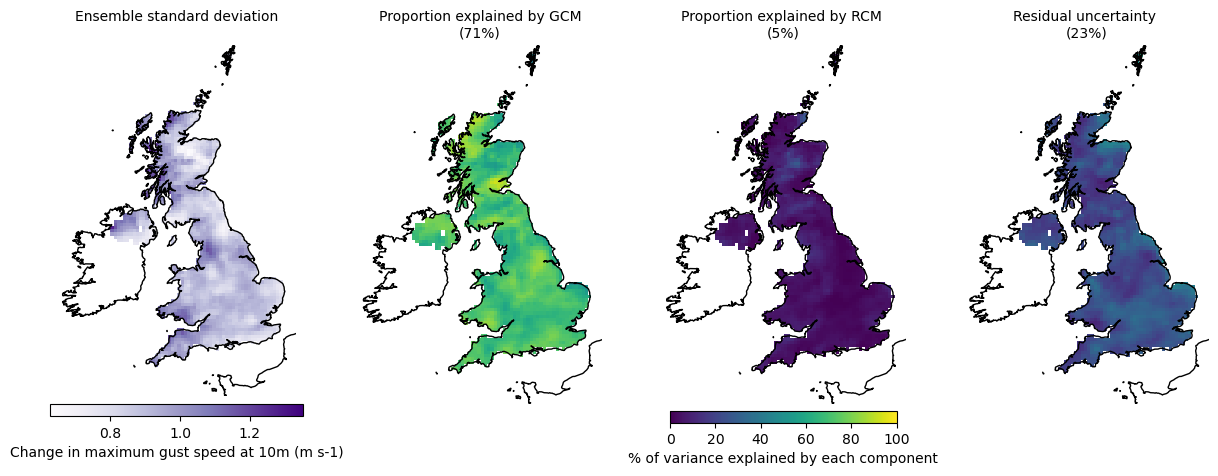 Ensemble standard deviation
Proportion explained by GCM
(71%)
Proportion explained by RCM
(5%)
Residual uncertainty
(23%)
0.8 1.0 1.2
Change in maximum gust speed at 10m (m s-1)
0 20 40 60 80 100
% of variance explained by each component